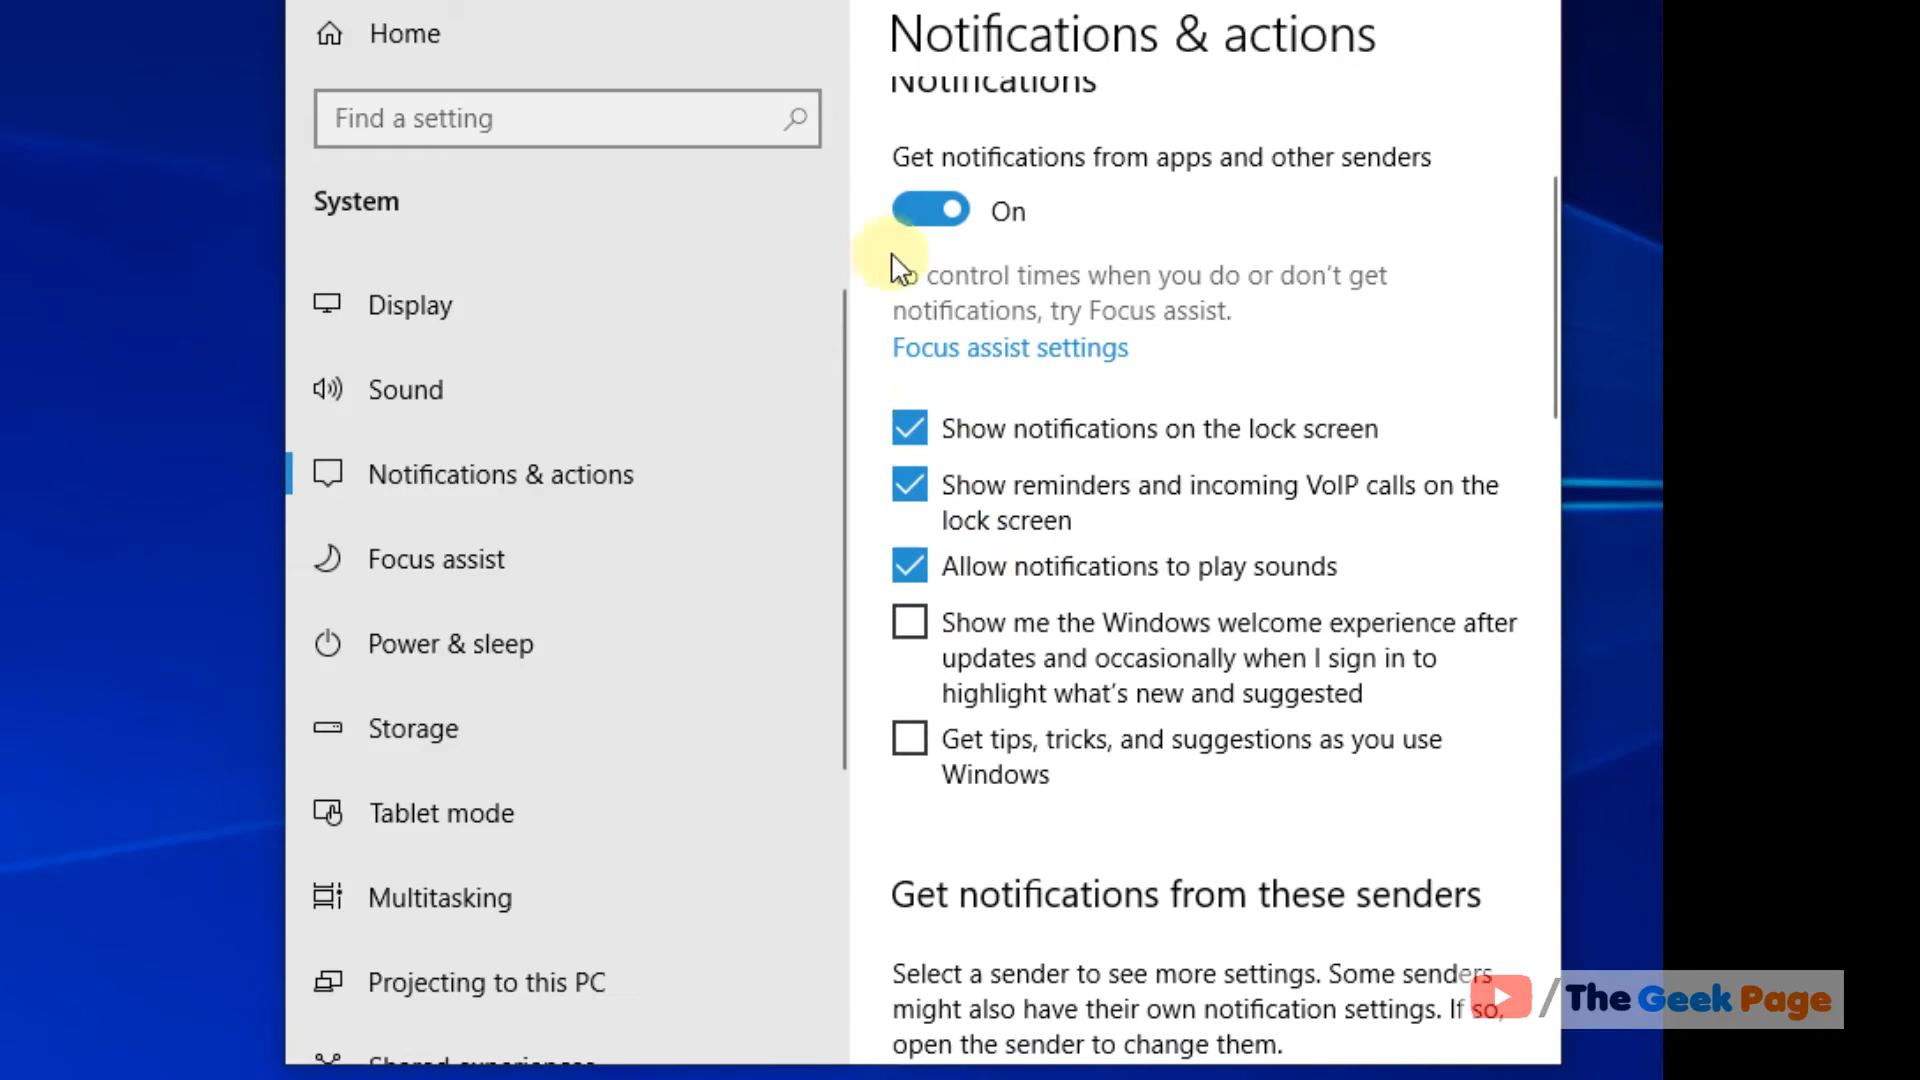 Home
Find a setting
System
Display
Sound
Notifications & actions
Focus assist
Power & sleep
Storage
Tablet mode
Multitasking
Projecting to this PC
Shared experiences
Notifications & actions
Notifications
Get notifications from apps and other senders
On
To control times when you do or don't get
notifications, try Focus assist.
Focus assist settings
Show notifications on the lock screen
Show reminders and incoming VoIP calls on the
lock screen
Allow notifications to play sounds
Show me the Windows welcome experience after
updates and occasionally when I sign in to
highlight what's new and suggested
Get tips, tricks, and suggestions as you use
Windows
Get notifications from these senders
Select a sender to see more settings. Some senders
might also have their own notification settings. If so,
open the sender to change them.
/The Geek Page